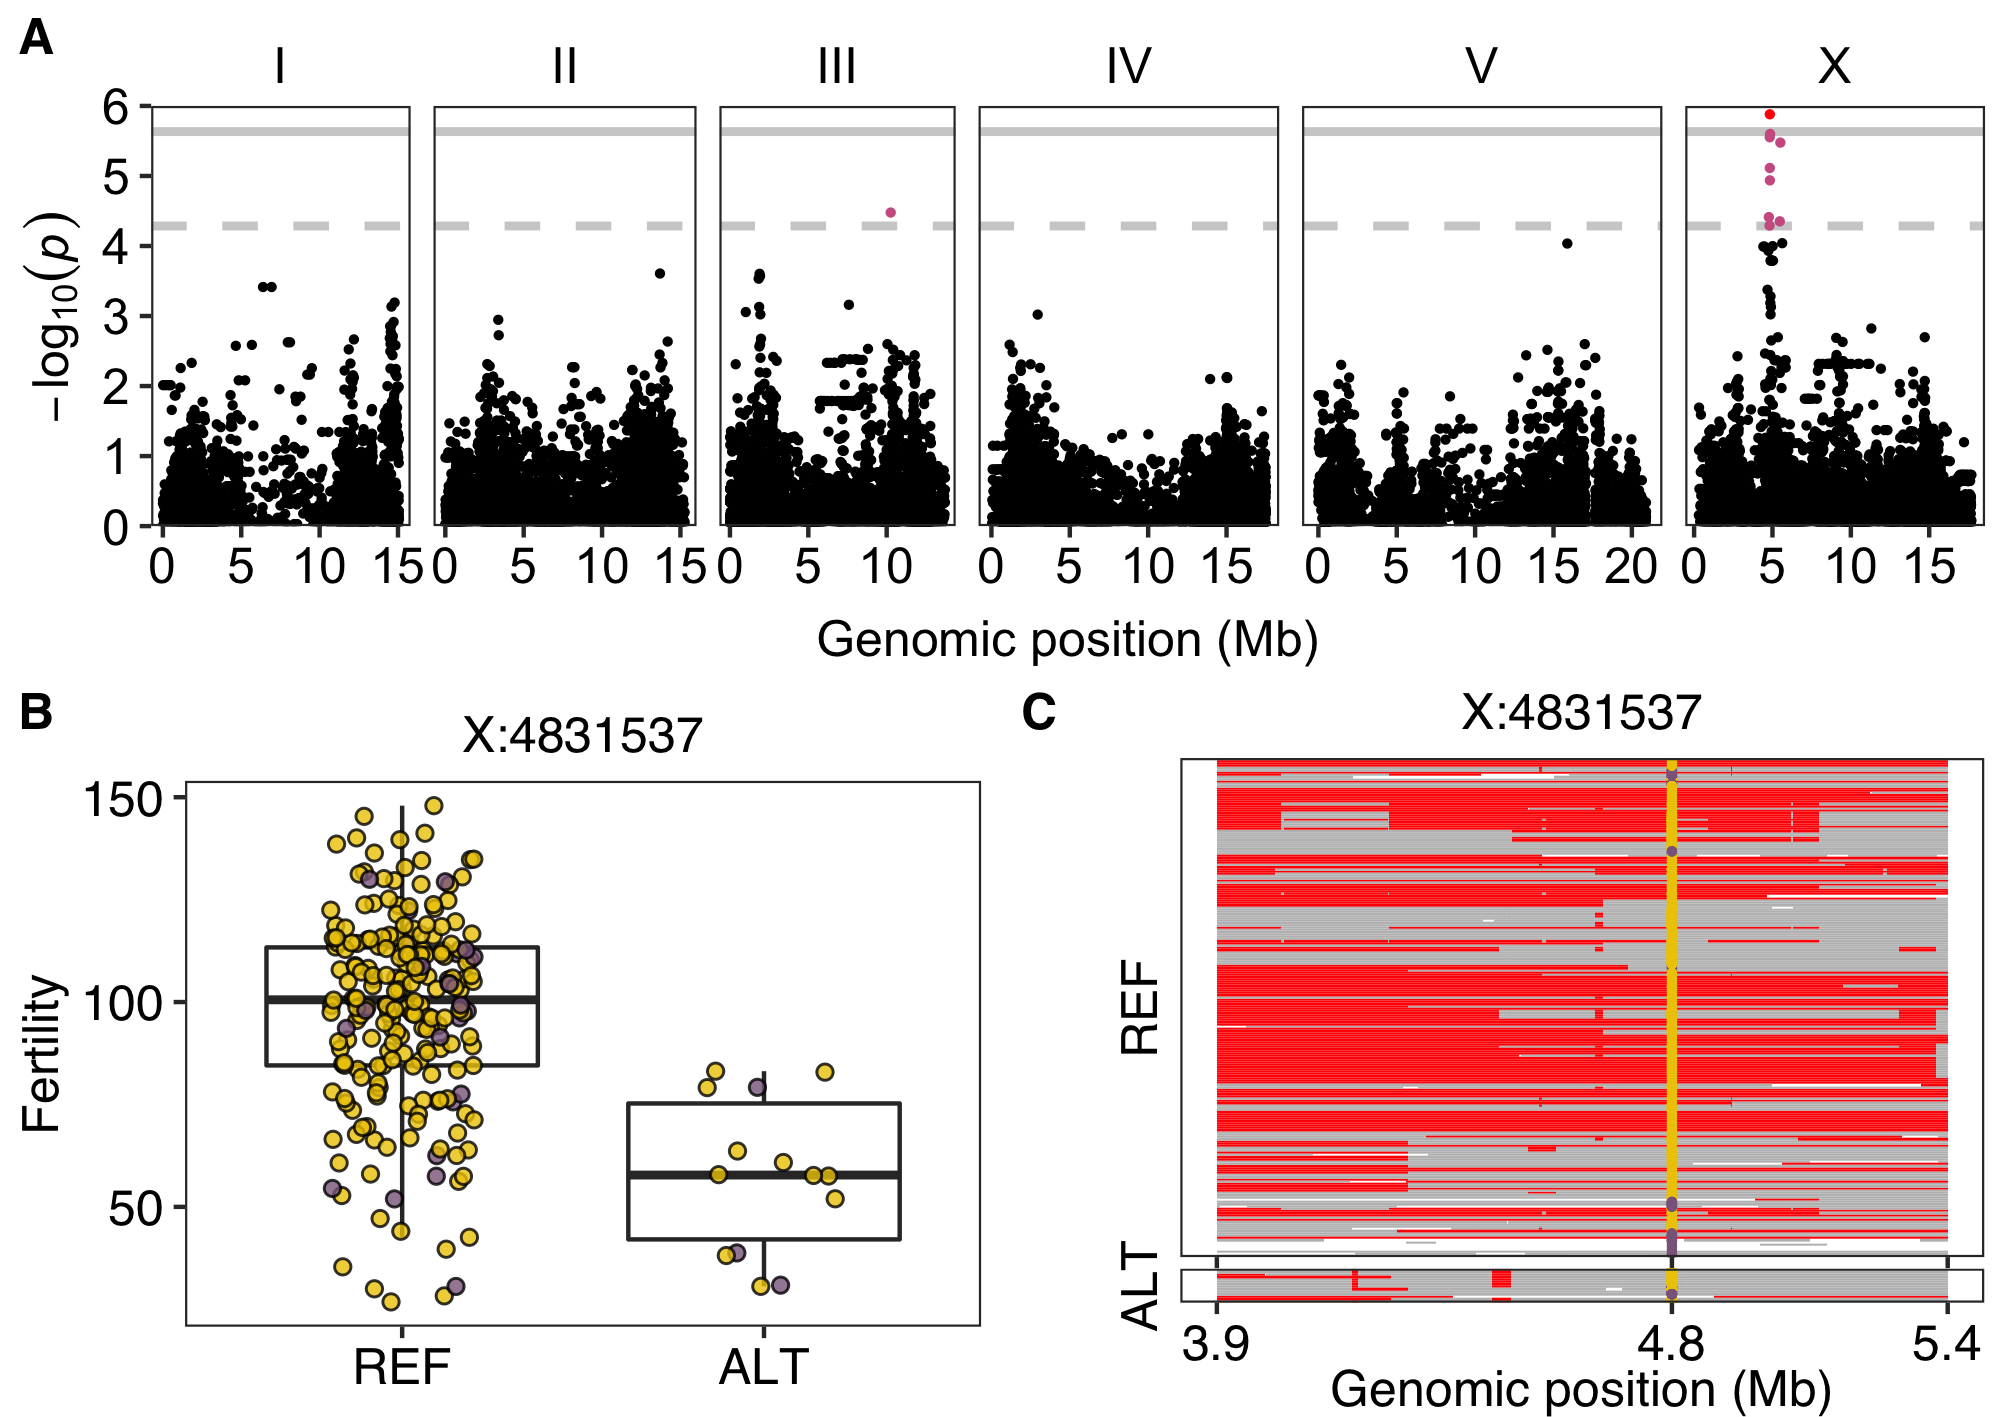 A
I II III IV V X
6
5
4
3
2
1
0
−log10(p)
0 5 10 15 0 5 10 15 0 5 10 0 5 10 15 0 5 10 15 20 0 5 10 15
Genomic position (Mb)
B
X:4831537
150
100
50
Fertility
REF ALT
C
X:4831537
REF
ALT
3.9 4.8 5.4
Genomic position (Mb)